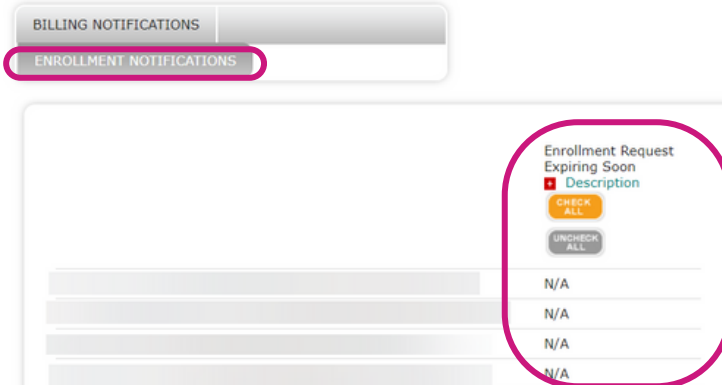 BILLING NOTIFICATIONS
ENROLLMENT NOTIFICATIONS
Enrollment Request
Expiring Soon
+ Description
CHECK
ALL
UNCHECK
ALL
N/A
N/A
N/A
N/A